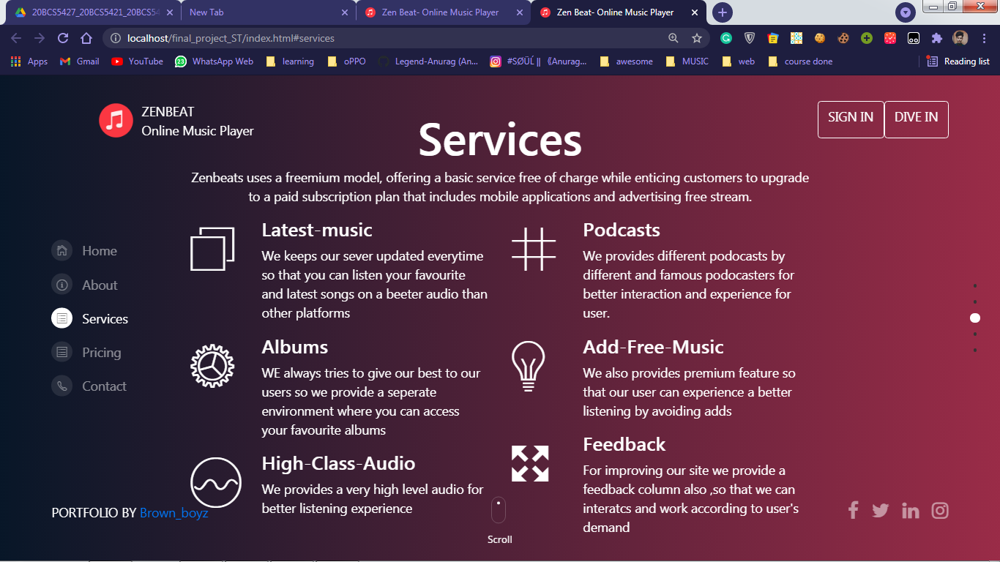 20BCS5427_20BCS5421_20BCS54
New Tab
Zen Beat- Online Music Player
Zen Beat- Online Music Player
localhost/final_project_ST/index.html#services
Apps
Gmail
YouTube
23
WhatsApp Web
learning
oPPO
Legend-Anurag (An...
#SØÜĹ || 《Anurag...
awesome
MUSIC
web
course done
Reading list
ZENBEAT
Online Music Player
SIGN IN
DIVE IN
Services
Zenbeats uses a freemium model, offering a basic service free of charge while enticing customers to upgrade
to a paid subscription plan that includes mobile applications and advertising free stream.
Home
About
Services
Pricing
Contact
Latest-music
We keeps our sever updated everytime
so that you can listen your favourite
and latest songs on a beeter audio than
other platforms
Podcasts
We provides different podocasts by
different and famous podocasters for
better interaction and experience for
user.
Albums
WE always tries to give our best to our
users so we provide a seperate
environment where you can access
your favourite albums
Add-Free-Music
We also provides premium feature so
that our user can experience a better
listening by avoiding adds
High-Class-Audio
We provides a very high level audio for
better listening experience
Feedback
For improving our site we provide a
feedback column also ,so that we can
interatcs and work according to user's
demand
PORTFOLIO BY Brown_boyz
Scroll